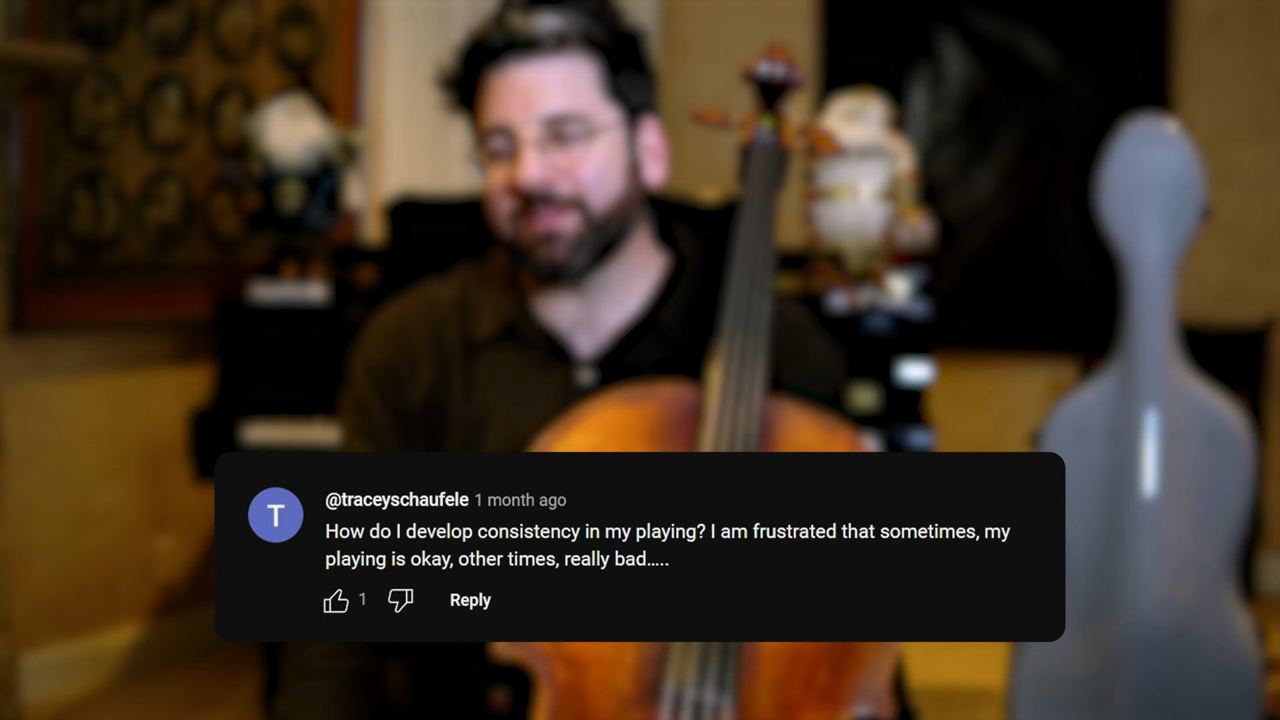 T
@traceyschaufele 1 month ago
How do I develop consistency in my playing? I am frustrated that sometimes, my
playing is okay, other times, really bad.....
1
Reply